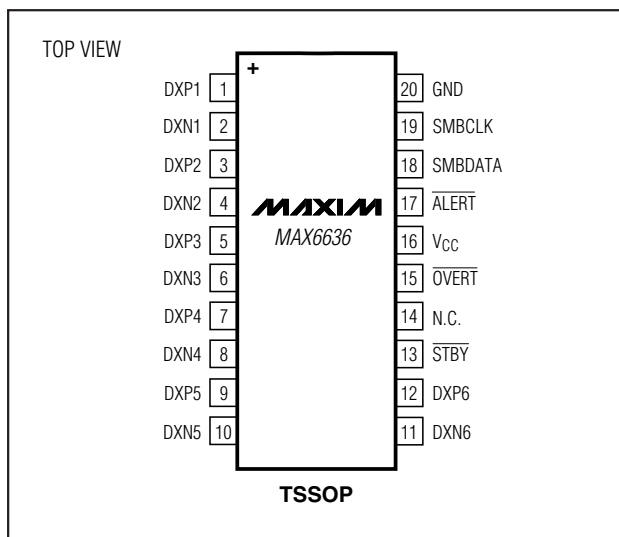 TOP VIEW
+
DXP1 1
DXN1 2
DXP2 3
DXN2 4
DXP3 5
DXN3 6
DXP4 7
DXN4 8
DXP5 9
DXN5 10
MAXIM
MAX6636
20 GND
19 SMBCLK
18 SMBDATA
17 ALERT
16 VCC
15 OVERT
14 N.C.
13 STBY
12 DXP6
11 DXN6
TSSOP